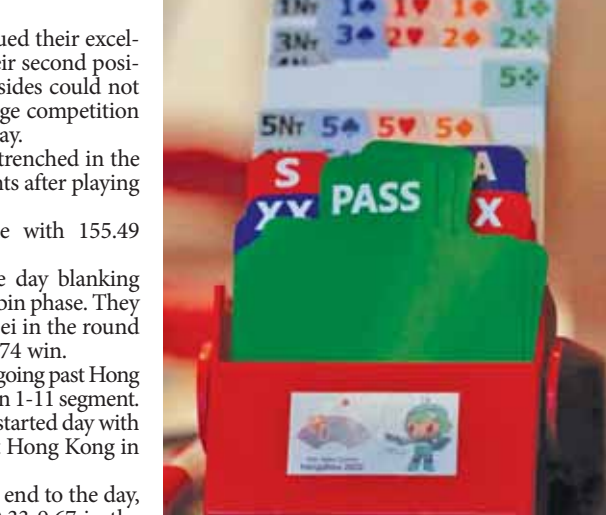 ued their excel-
eir second posi-
sides could not
ge competition
ay.
trenched in the
nts after playing
e with 155.49
e day blanking
bin phase. They
ei in the round
74 win.
going past Hong
n 1-11 segment.
started day with
Hong Kong in
end to the day,
1NT 1♠ 1♥ 1♦ 1♣
3NT 3♠ 2♥ 2♦ 2♣
5♣
5NT 5♠ 5♥ 5♦
S PASS A
XX X
Hangzhou 2022